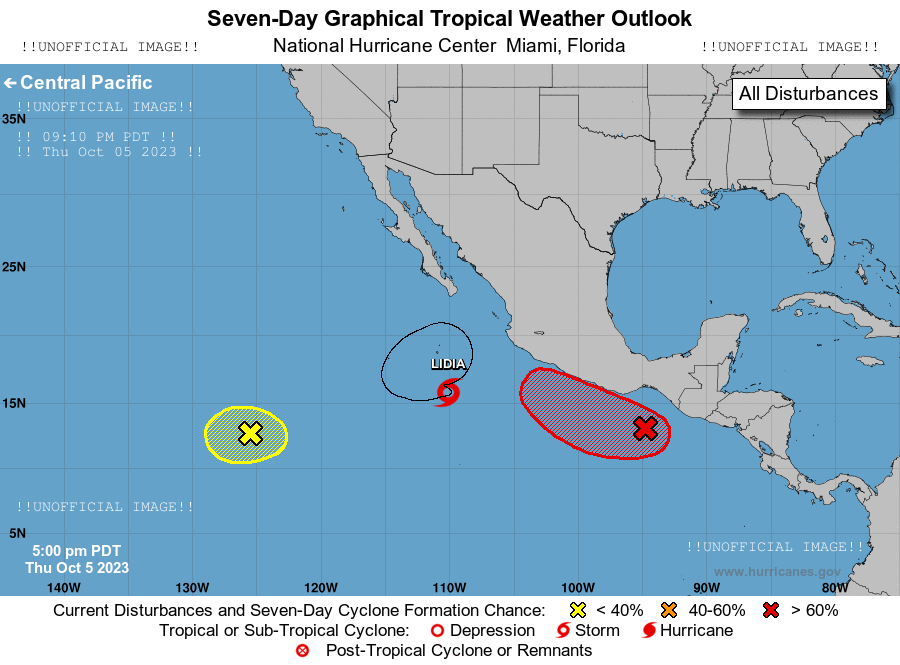 Seven-Day Graphical Tropical Weather Outlook
!!UNOFFICIAL IMAGE!! National Hurricane Center  Miami, Florida !!UNOFFICIAL IMAGE!!
← Central Pacific
All Disturbances
!!UNOFFICIAL IMAGE!!
35N
!! 09:10 PM PDT !!
!! Thu Oct 05 2023 !!
25N
LIDIA
15N
!!UNOFFICIAL IMAGE!!
5N
!!UNOFFICIAL IMAGE!!
5:00 pm PDT
Thu Oct 5 2023
www.hurricanes.gov
140W 130W 120W 110W 100W 90W 80W
Current Disturbances and Seven-Day Cyclone Formation Chance: < 40% 40-60% > 60%
Tropical or Sub-Tropical Cyclone: Depression Storm Hurricane
Post-Tropical Cyclone or Remnants